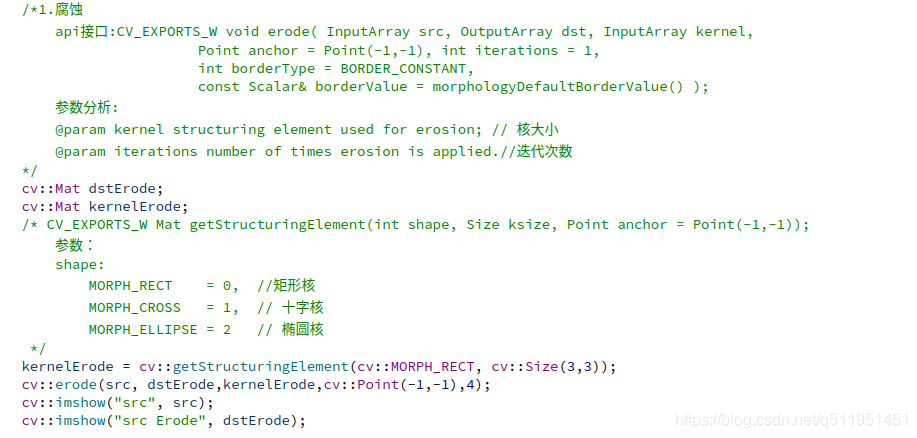 /*1.腐蚀
api接口:CV_EXPORTS_W void erode( InputArray src, OutputArray dst, InputArray kernel,
Point anchor = Point(-1,-1), int iterations = 1,
int borderType = BORDER_CONSTANT,
const Scalar& borderValue = morphologyDefaultBorderValue() );
参数分析:
@param kernel structuring element used for erosion; // 核大小
@param iterations number of times erosion is applied.//迭代次数
*/
cv::Mat dstErode;
cv::Mat kernelErode;
/* CV_EXPORTS_W Mat getStructuringElement(int shape, Size ksize, Point anchor = Point(-1,-1));
参数：
shape:
MORPH_RECT    = 0,  //矩形核
MORPH_CROSS   = 1,  // 十字核
MORPH_ELLIPSE = 2   // 椭圆核
*/
kernelErode = cv::getStructuringElement(cv::MORPH_RECT, cv::Size(3,3));
cv::erode(src, dstErode,kernelErode,cv::Point(-1,-1),4);
cv::imshow("src", src);
cv::imshow("src Erode", dstErode);
https://blog.csdn.net/q511951451